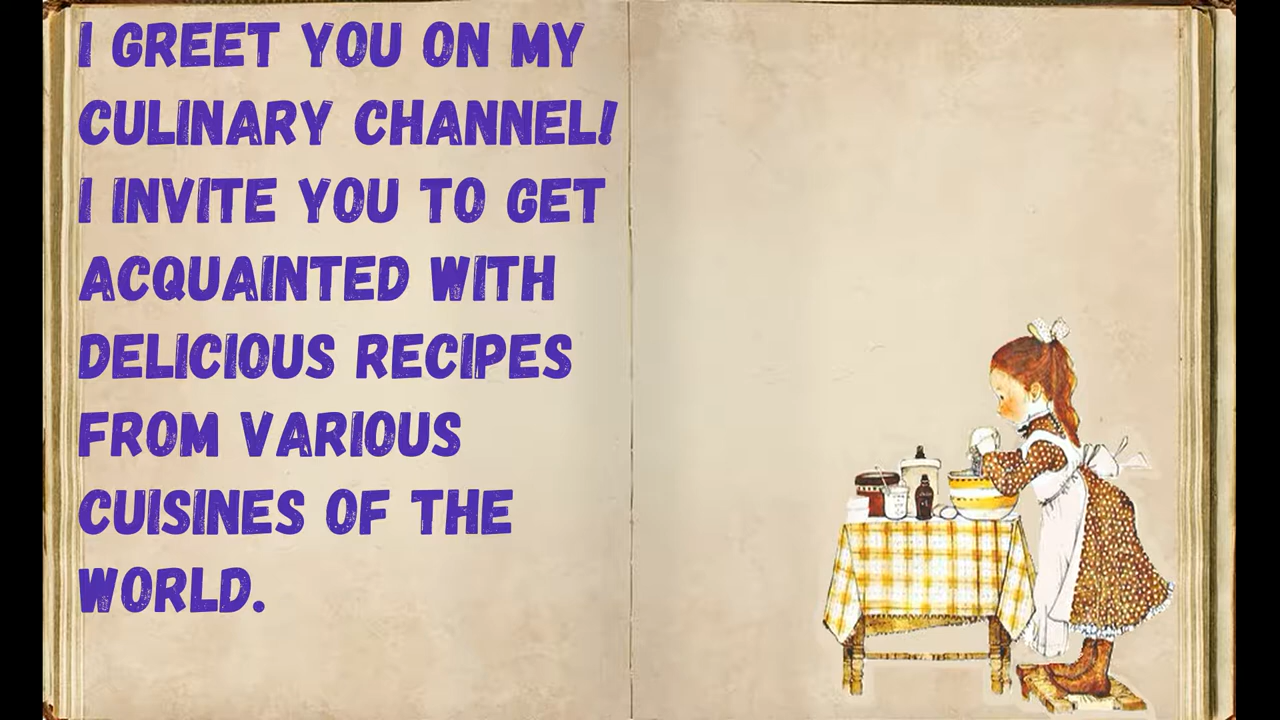 I GREET YOU ON MY
CULINARY CHANNEL!
I INVITE YOU TO GET
ACQUAINTED WITH
DELICIOUS RECIPES
FROM VARIOUS
CUISINES OF THE
WORLD.